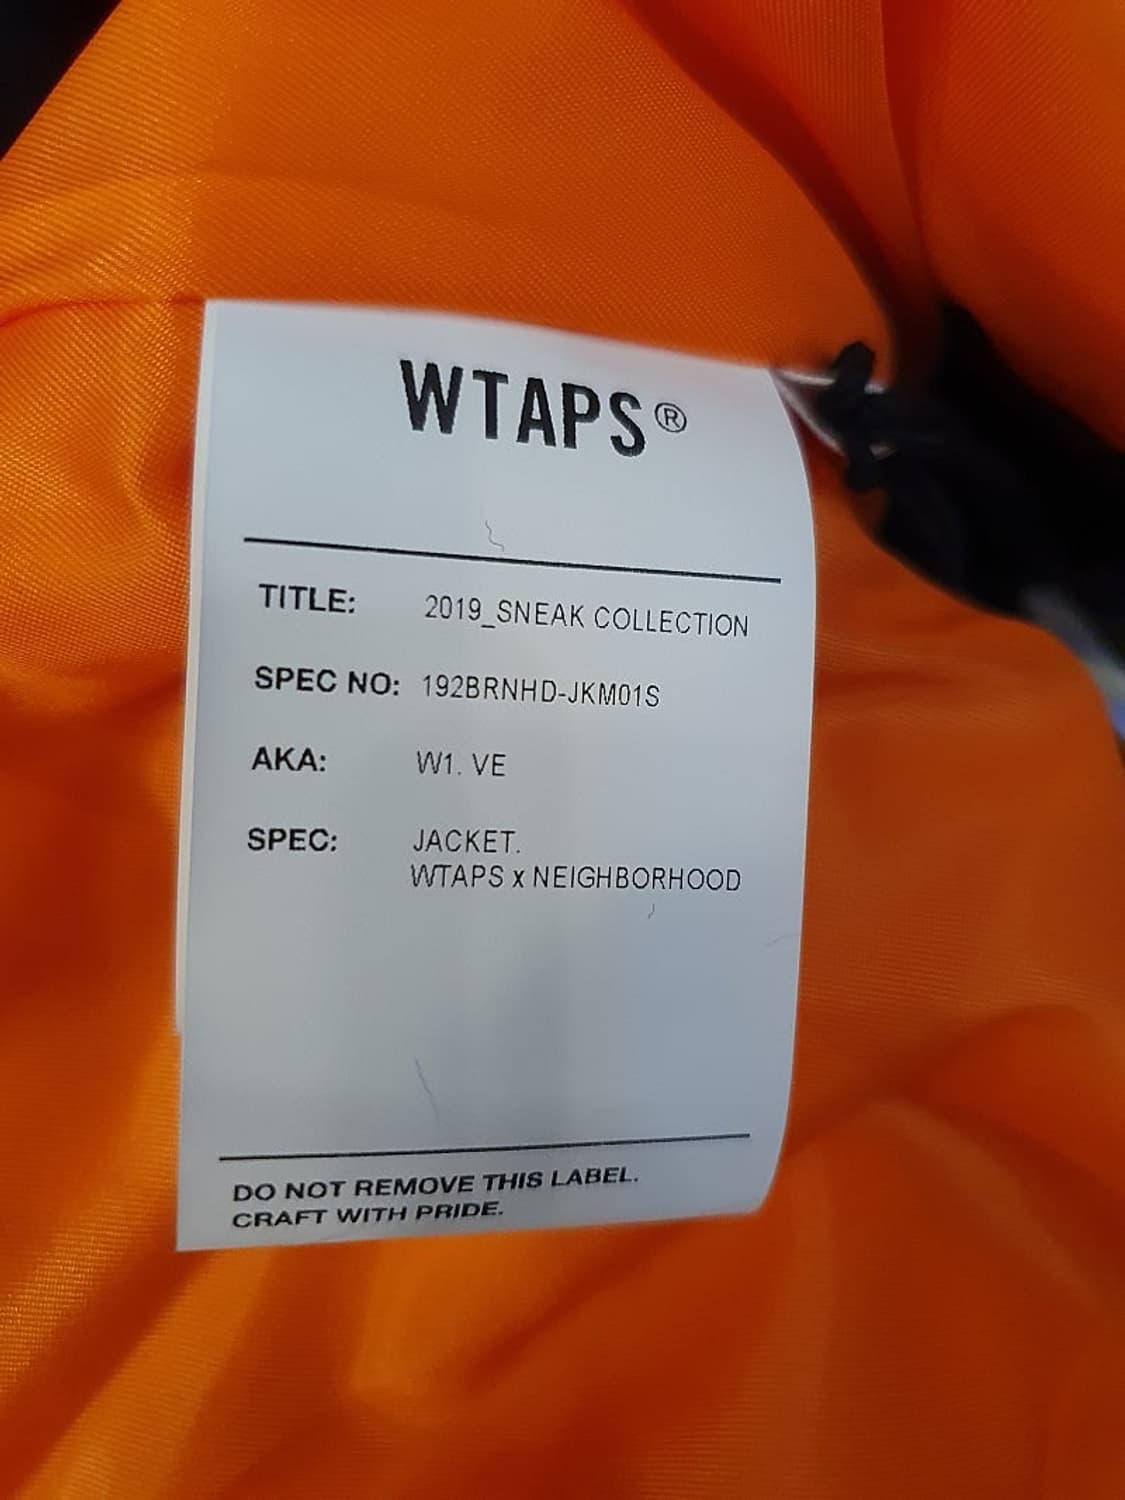 WTAPS®
TITLE: 2019_SNEAK COLLECTION
SPEC NO: 192BRNHD-JKM01S
AKA: W1. VE
SPEC: JACKET.
WTAPS x NEIGHBORHOOD
DO NOT REMOVE THIS LABEL.
CRAFT WITH PRIDE.